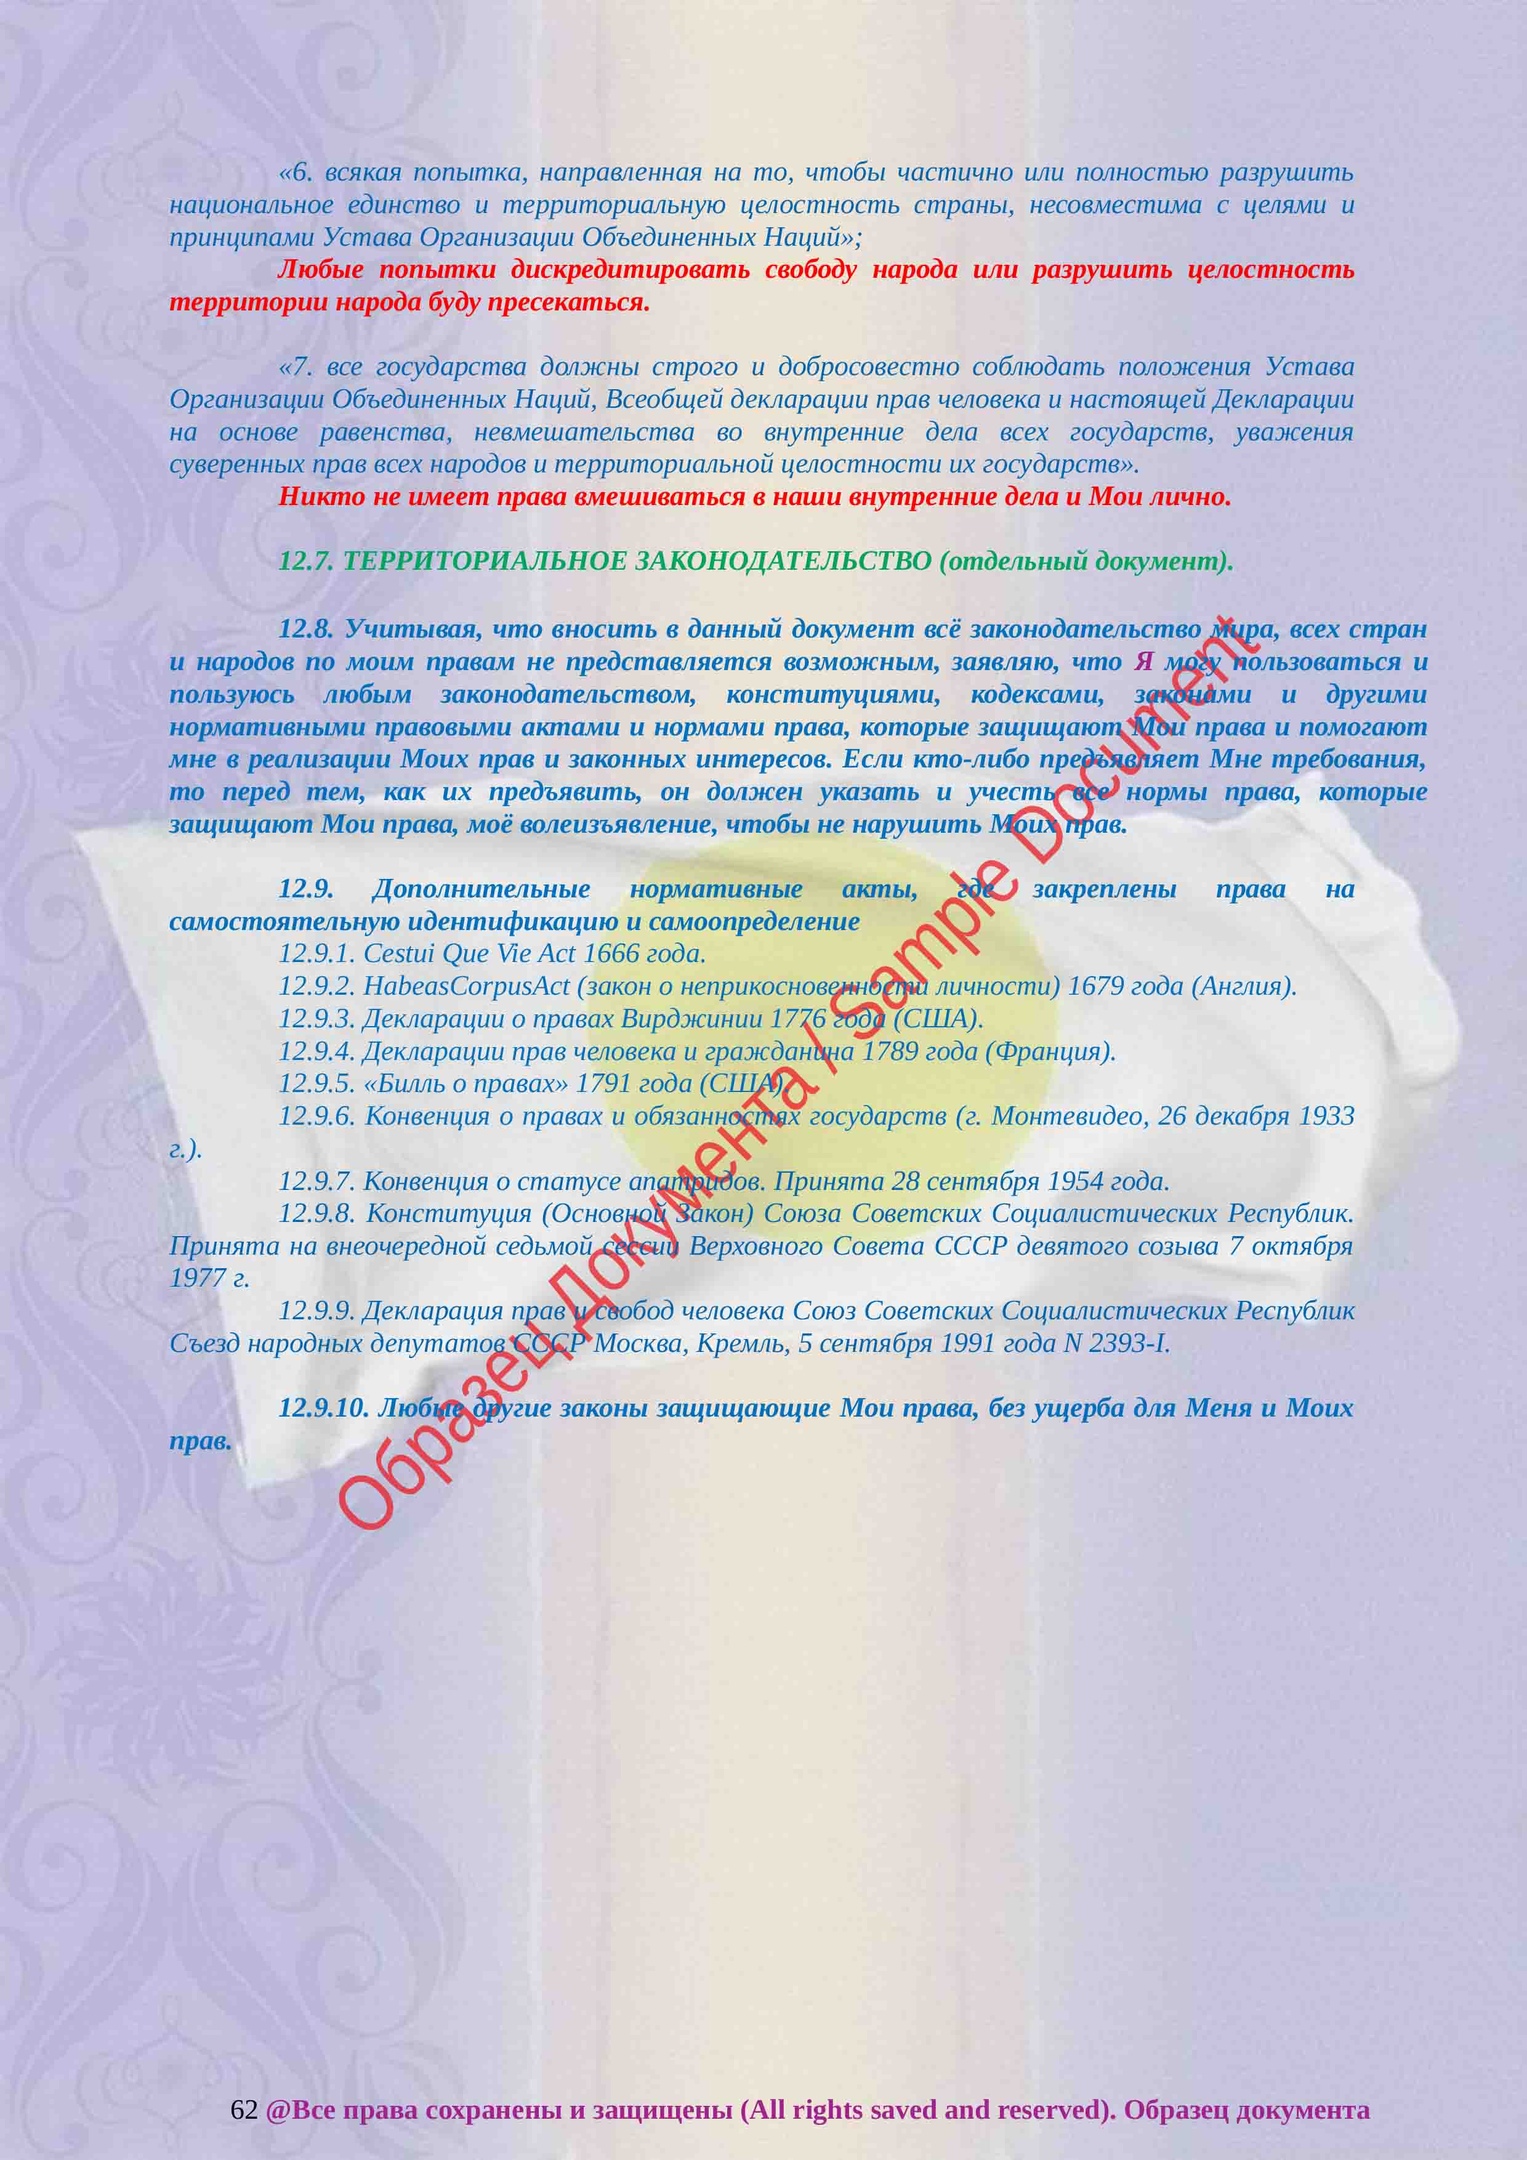 «6. всякая попытка, направленная на то, чтобы частично или полностью разрушить
национальное единство и территориальную целостность страны, несовместима с целями и
принципами Устава Организации Объединенных Наций»;
Любые попытки дискредитировать свободу народа или разрушить целостность
территории народа буду пресекаться.
«7. все государства должны строго и добросовестно соблюдать положения Устава
Организации Объединенных Наций, Всеобщей декларации прав человека и настоящей Декларации
на основе равенства, невмешательства во внутренние дела всех государств, уважения
суверенных прав всех народов и территориальной целостности их государств».
Никто не имеет права вмешиваться в наши внутренние дела и Мои лично.
12.7. ТЕРРИТОРИАЛЬНОЕ ЗАКОНОДАТЕЛЬСТВО (отдельный документ).
12.8. Учитывая, что вносить в данный документ всё законодательство мира, всех стран
и народов по моим правам не представляется возможным, заявляю, что Я могу пользоваться и
пользуюсь любым законодательством, конституциями, кодексами, законами и другими
нормативными правовыми актами и нормами права, которые защищают Мои права и помогают
мне в реализации Моих прав и законных интересов. Если кто-либо предъявляет Мне требования,
то перед тем, как их предъявить, он должен указать и учесть все нормы права, которые
защищают Мои права, моё волеизъявление, чтобы не нарушить Моих прав.
12.9. Дополнительные нормативные акты, где закреплены права на
самостоятельную идентификацию и самоопределение
12.9.1. Cestui Que Vie Act 1666 года.
12.9.2. HabeasCorpusAct (закон о неприкосновенности личности) 1679 года (Англия).
12.9.3. Декларации о правах Вирджинии 1776 года (США).
12.9.4. Декларации прав человека и гражданина 1789 года (Франция).
12.9.5. «Билль о правах» 1791 года (США).
12.9.6. Конвенция о правах и обязанностях государств (г. Монтевидео, 26 декабря 1933
г.).
12.9.7. Конвенция о статусе апатридов. Принята 28 сентября 1954 года.
12.9.8. Конституция (Основной Закон) Союза Советских Социалистических Республик.
Принята на внеочередной седьмой сессии Верховного Совета СССР девятого созыва 7 октября
1977 г.
12.9.9. Декларация прав и свобод человека Союз Советских Социалистических Республик
Съезд народных депутатов СССР Москва, Кремль, 5 сентября 1991 года N 2393-I.
12.9.10. Любые другие законы защищающие Мои права, без ущерба для Меня и Моих
прав.
Образец Документа / Sample Document
62 @Все права сохранены и защищены (All rights saved and reserved). Образец документа